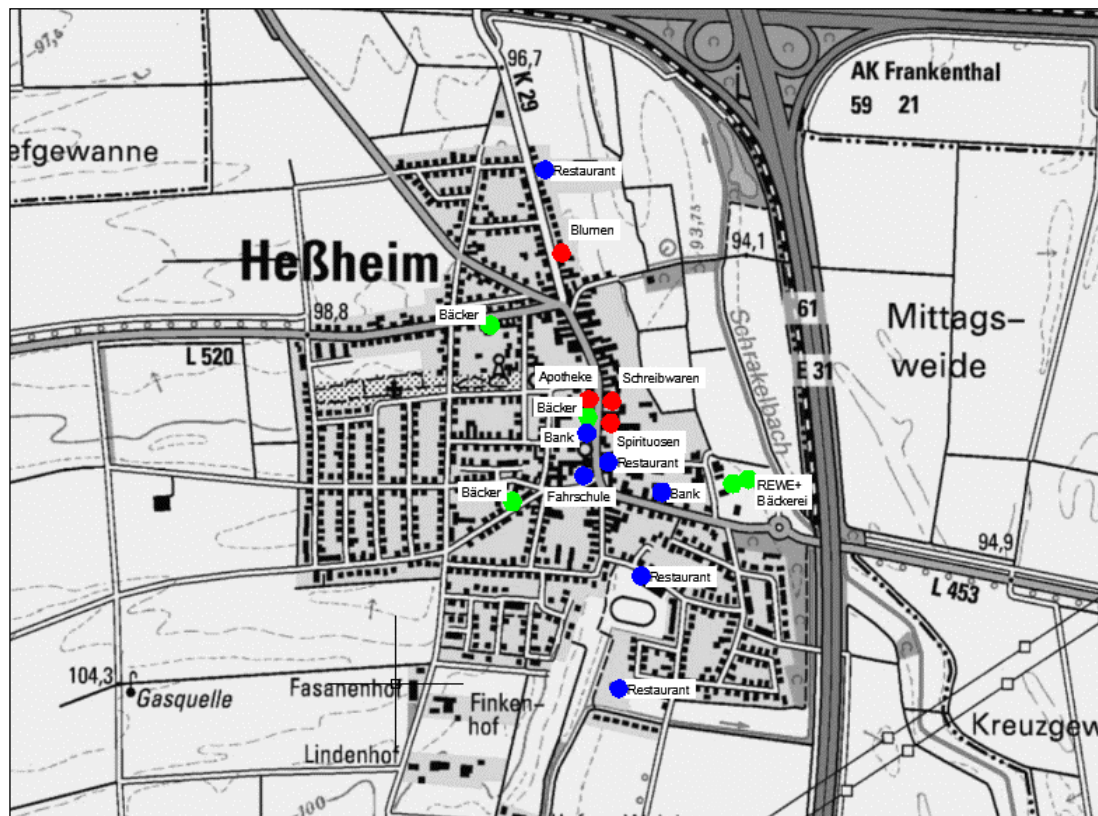 97,4
96,7
K 29
AK Frankenthal
59 21
efgewanne
Restaurant
Blumen
93,75
94,1
Heßheim
98,8
Bäcker
61
Mittags–
weide
L 520
Schrakelbach
E 31
Apotheke
Schreibwaren
Bäcker
Bank
Spirituosen
Restaurant
Bäcker
Fahrschule
Bank
REWE+
Bäckerei
94,9
L 453
Restaurant
104,3
Gasquelle
Fasanenhof
Restaurant
Finken–
hof
Kreuzgew
Lindenhof
100